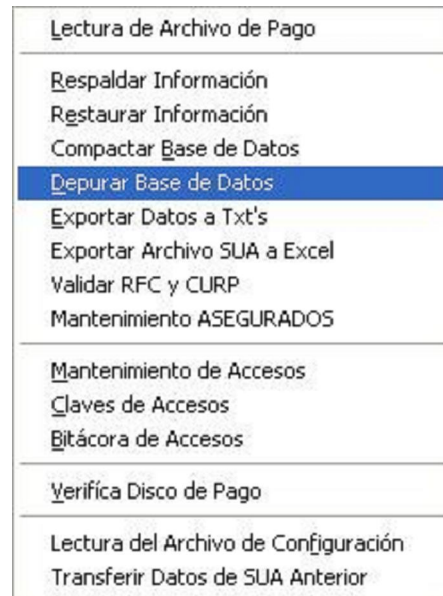 Lectura de Archivo de Pago
Respaldar Información
Restaurar Información
Compactar Base de Datos
Depurar Base de Datos
Exportar Datos a Txt's
Exportar Archivo SUA a Excel
Validar RFC y CURP
Mantenimiento ASEGURADOS
Mantenimiento de Accesos
Claves de Accesos
Bitácora de Accesos
Verifíca Disco de Pago
Lectura del Archivo de Configuración
Transferir Datos de SUA Anterior